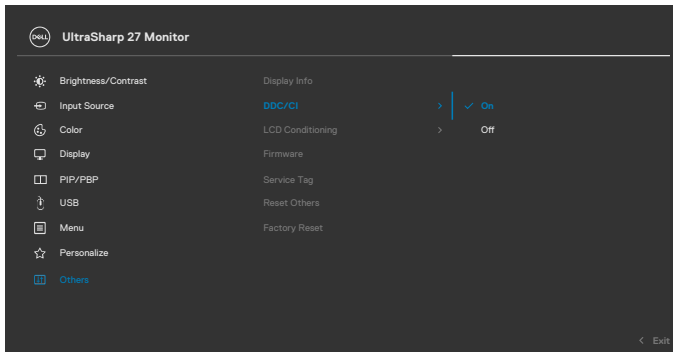 DELL UltraSharp 27 Monitor
Brightness/Contrast Display Info
Input Source DDC/CI > ✓ On
Color LCD Conditioning > Off
Display Firmware
PIP/PBP Service Tag
USB Reset Others
Menu Factory Reset
Personalize
Others
< Exit